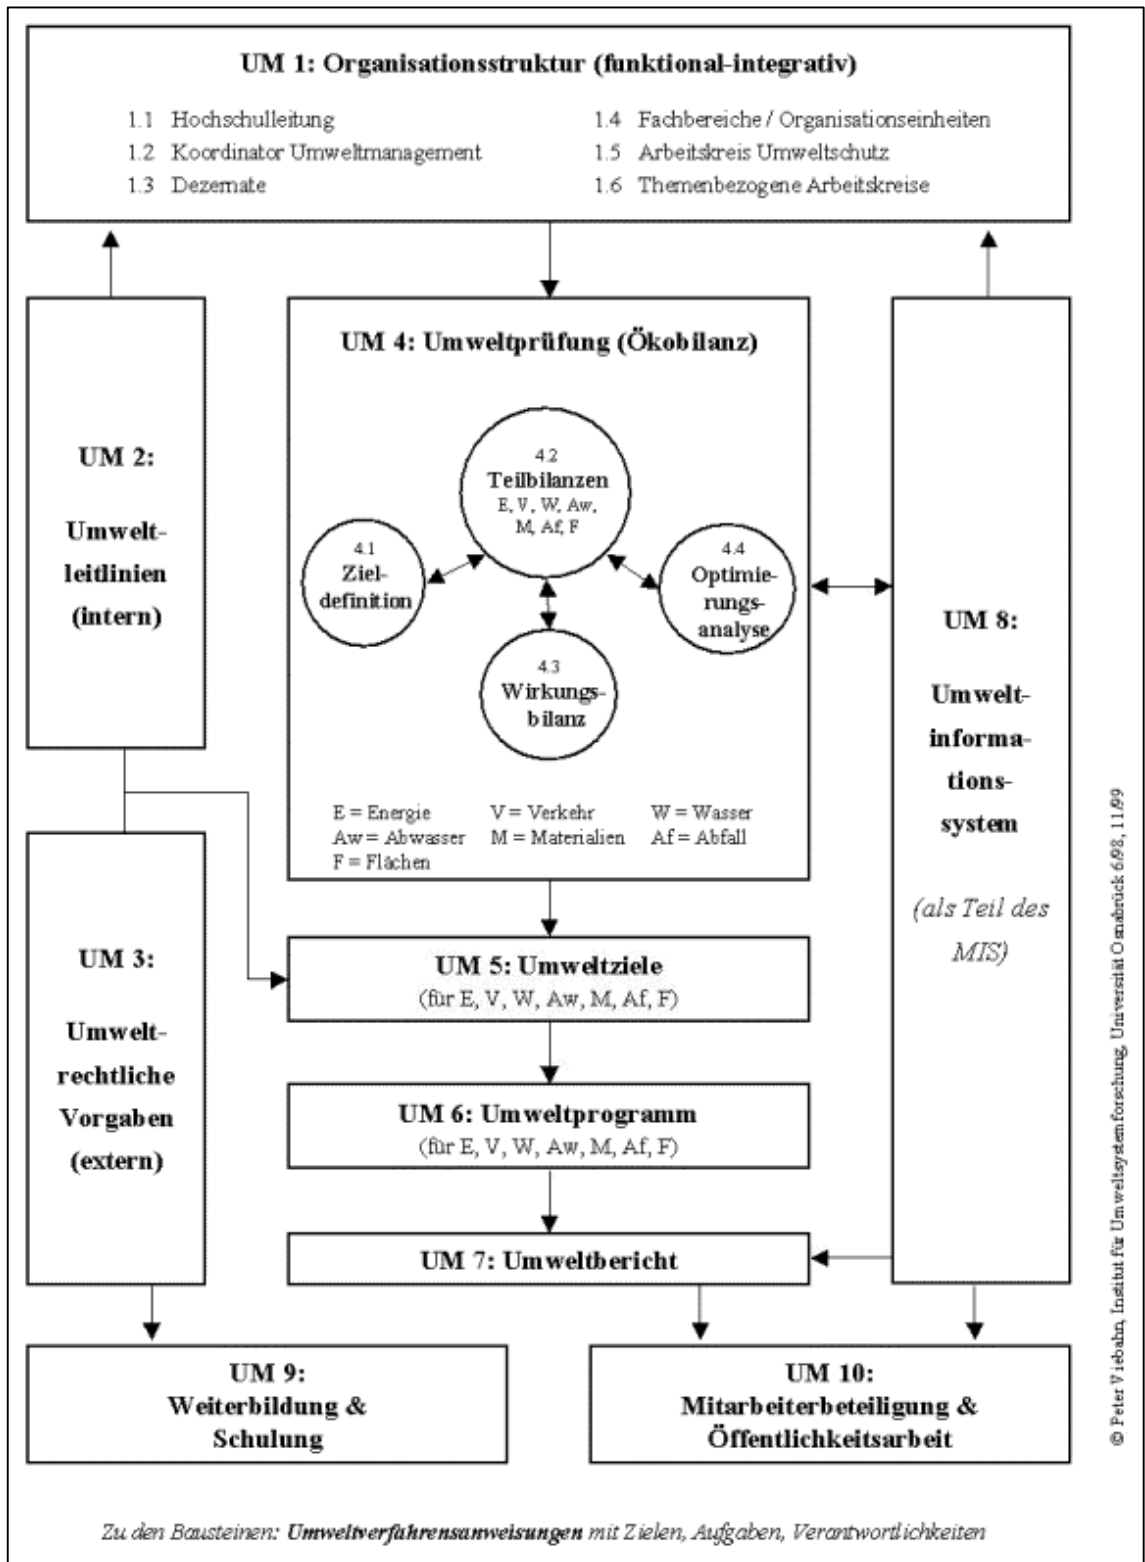 UM 1: Organisationsstruktur (funktional-integrativ)
1.1 Hochschulleitung
1.2 Koordinator Umweltmanagement
1.3 Dezernate
1.4 Fachbereiche / Organisationseinheiten
1.5 Arbeitskreis Umweltschutz
1.6 Themenbezogene Arbeitskreise
UM 2:
Umwelt-
leitlinien
(intern)
UM 3:
Umwelt-
rechtliche
Vorgaben
(extern)
UM 4: Umweltprüfung (Ökobilanz)
4.1
Ziel-
definition
4.2
Teilbilanzen
E, V, W, Aw,
M, Af, F
4.3
Wirkungs-
bilanz
4.4
Optimie-
rungs-
analyse
E = Energie V = Verkehr W = Wasser
Aw = Abwasser M = Materialien Af = Abfall
F = Flächen
UM 5: Umweltziele
(für E, V, W, Aw, M, Af, F)
UM 6: Umweltprogramm
(für E, V, W, Aw, M, Af, F)
UM 7: Umweltbericht
UM 8:
Umwelt-
informa-
tions-
system
(als Teil des
MIS)
UM 9:
Weiterbildung &
Schulung
UM 10:
Mitarbeiterbeteiligung &
Öffentlichkeitsarbeit
Zu den Bausteinen: Umweltverfahrensanweisungen mit Zielen, Aufgaben, Verantwortlichkeiten
© Peter Viebahn, Institut für Umweltsystemforschung, Universität Osnabrück 6/98, 11/99